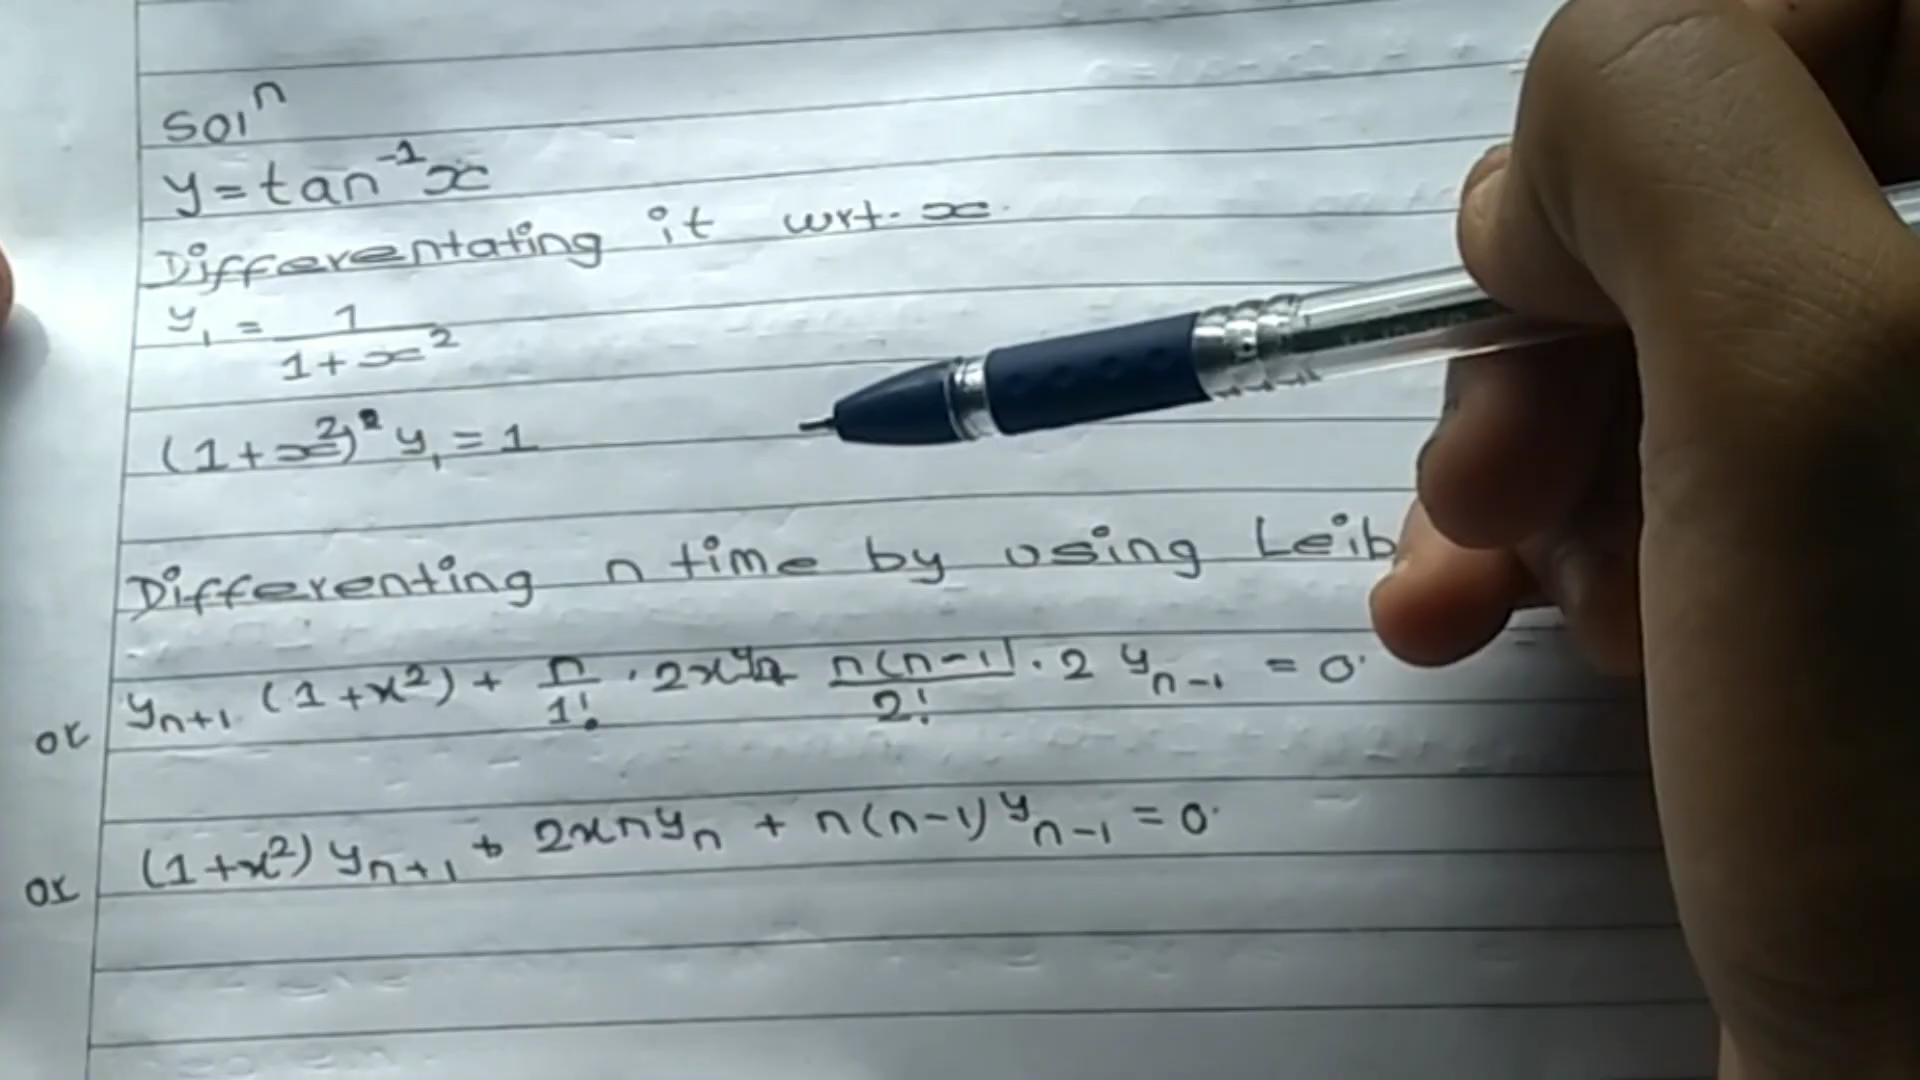 Solⁿ
y = tan⁻¹x
Differentating it wrt. x.
y₁ = 1/(1+x²)
(1+x²) y₁ = 1
Differenting n time by using Leib
or yₙ₊₁ (1+x²) + n/1! · 2x yₙ + n(n-1)/2! · 2 yₙ₋₁ = 0.
or (1+x²) yₙ₊₁ + 2xnyₙ + n(n-1) yₙ₋₁ = 0.